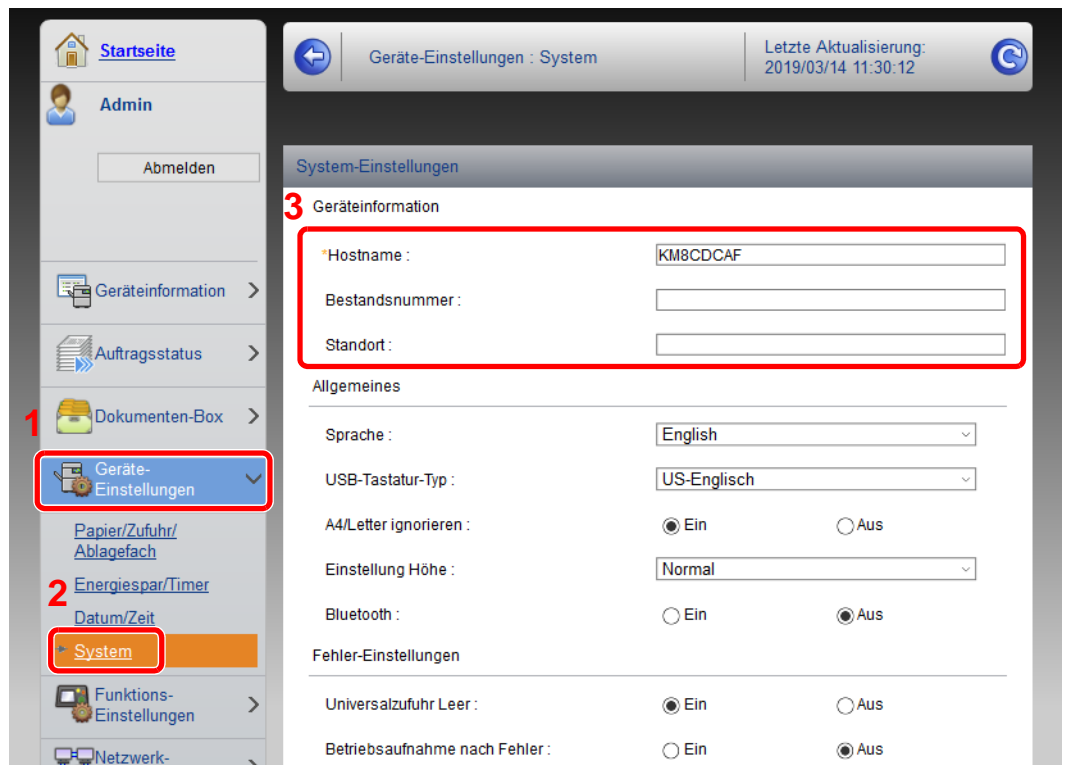 Startseite
Admin
Abmelden
Geräteinformation
Auftragsstatus
1
Dokumenten-Box
Geräte-
Einstellungen
Papier/Zufuhr/
Ablagefach
2
Energiespar/Timer
Datum/Zeit
System
Funktions-
Einstellungen
Netzwerk-
Geräte-Einstellungen : System
Letzte Aktualisierung:
2019/03/14 11:30:12
System-Einstellungen
3
Geräteinformation
*Hostname : KM8CDCAF
Bestandsnummer :
Standort :
Allgemeines
Sprache : English
USB-Tastatur-Typ : US-Englisch
A4/Letter ignorieren : Ein Aus
Einstellung Höhe : Normal
Bluetooth : Ein Aus
Fehler-Einstellungen
Universalzufuhr Leer : Ein Aus
Betriebsaufnahme nach Fehler : Ein Aus